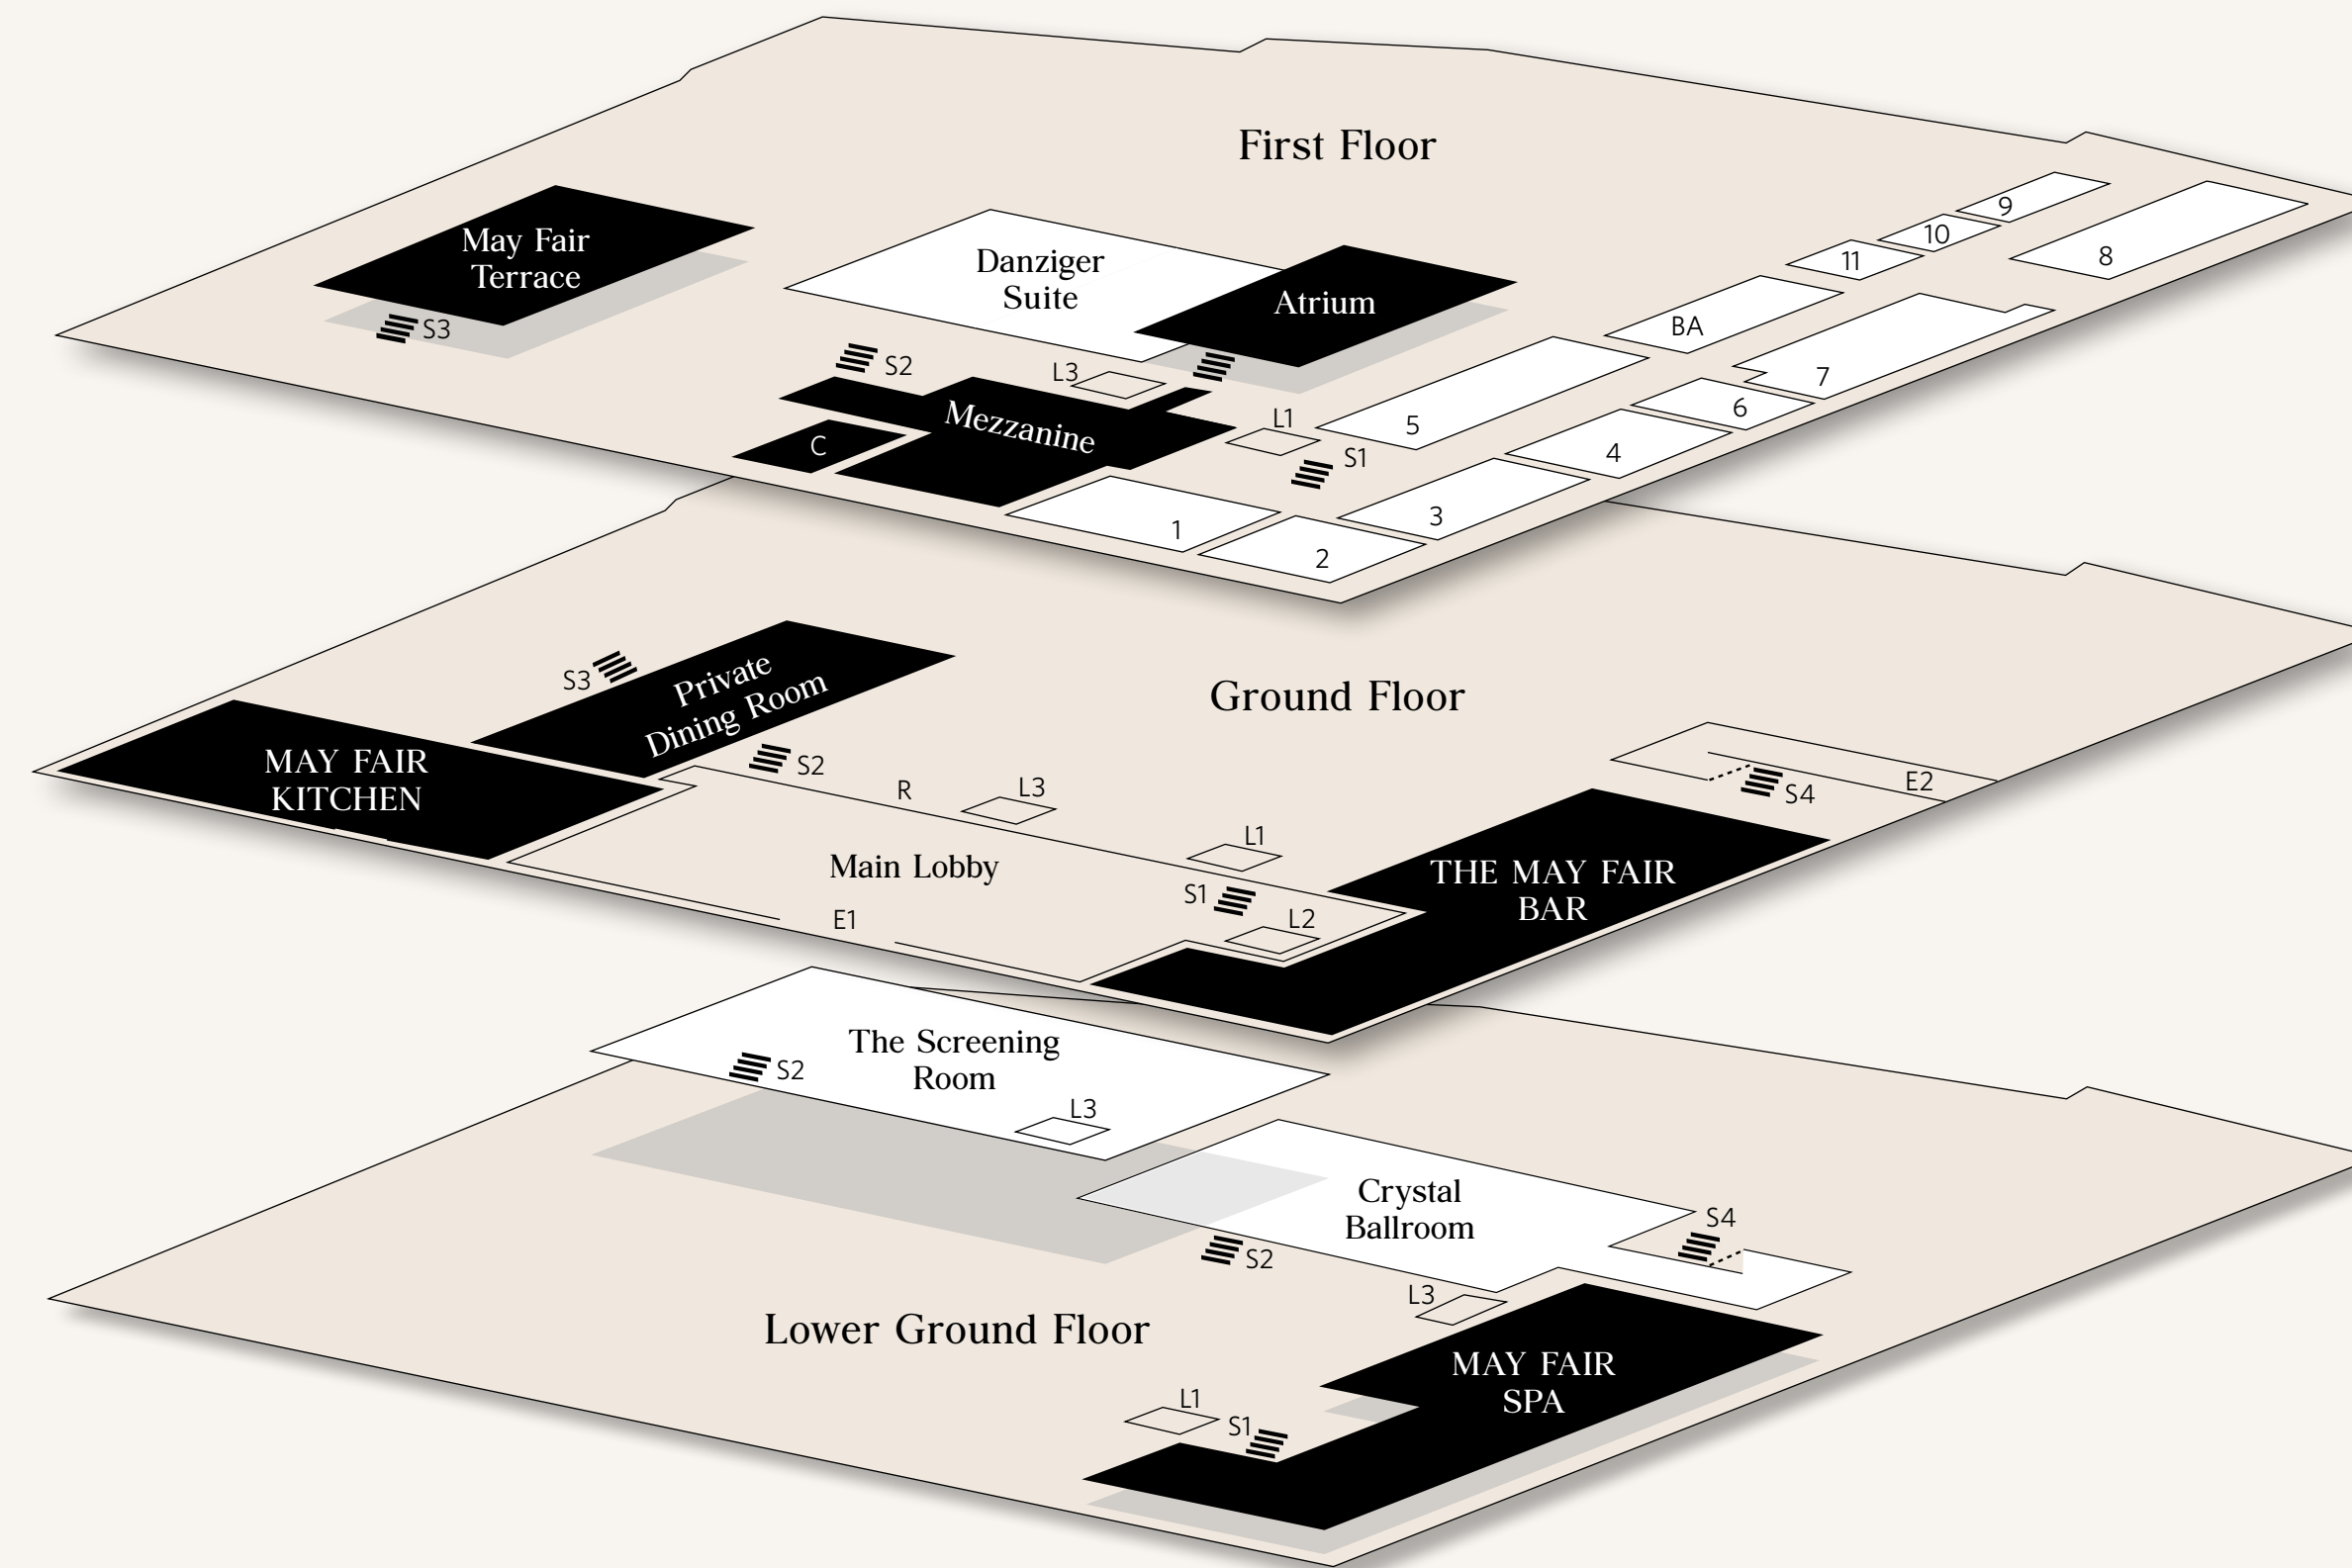 First Floor
May Fair
Terrace
S3
Danziger
Suite
Atrium
S2
L3
Mezzanine
C
L1
S1
1
2
3
4
5
6
7
BA
11
10
9
8
Ground Floor
S3
Private
Dining Room
MAY FAIR
KITCHEN
S2
R
L3
L1
Main Lobby
E1
S1
L2
THE MAY FAIR
BAR
S4
E2
The Screening
Room
S2
L3
Crystal
Ballroom
S4
S2
L3
Lower Ground Floor
MAY FAIR
SPA
L1
S1